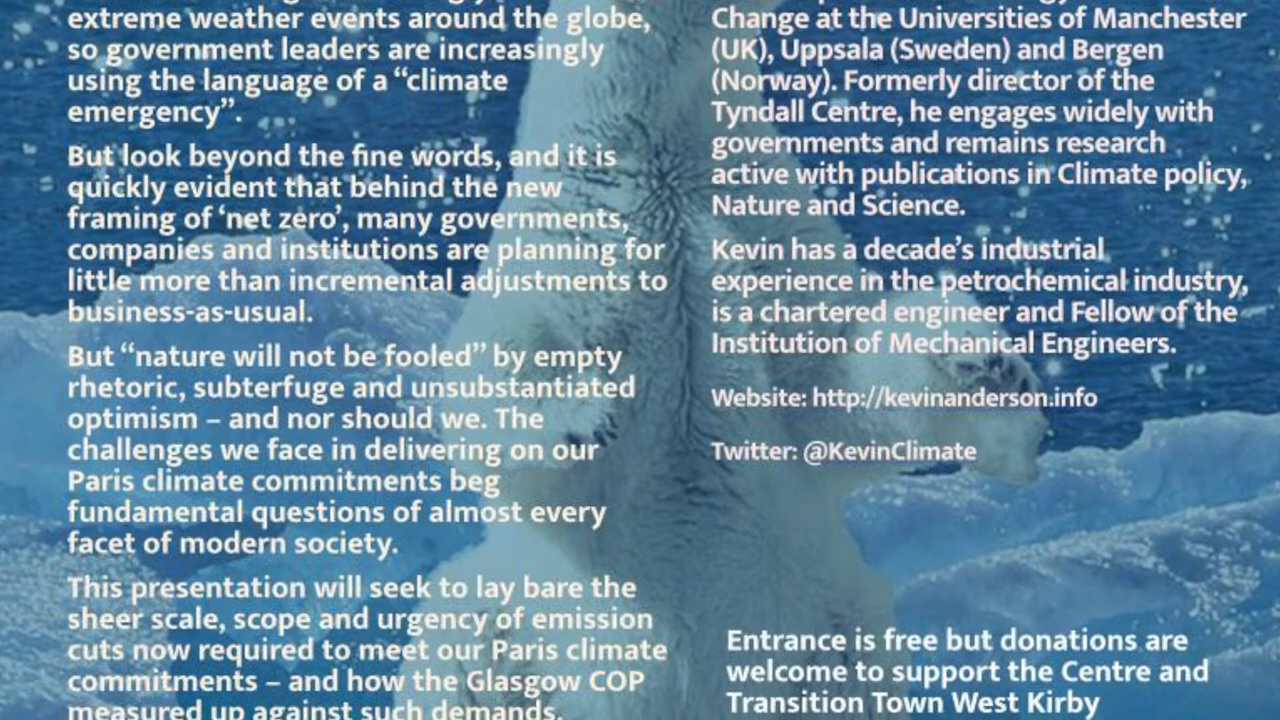 extreme weather events around the globe,
so government leaders are increasingly
using the language of a “climate
emergency”.
But look beyond the fine words, and it is
quickly evident that behind the new
framing of ‘net zero’, many governments,
companies and institutions are planning for
little more than incremental adjustments to
business-as-usual.
But “nature will not be fooled” by empty
rhetoric, subterfuge and unsubstantiated
optimism – and nor should we. The
challenges we face in delivering on our
Paris climate commitments beg
fundamental questions of almost every
facet of modern society.
This presentation will seek to lay bare the
sheer scale, scope and urgency of emission
cuts now required to meet our Paris climate
commitments – and how the Glasgow COP
measured up against such demands.
Change at the Universities of Manchester
(UK), Uppsala (Sweden) and Bergen
(Norway). Formerly director of the
Tyndall Centre, he engages widely with
governments and remains research
active with publications in Climate policy,
Nature and Science.
Kevin has a decade’s industrial
experience in the petrochemical industry,
is a chartered engineer and Fellow of the
Institution of Mechanical Engineers.
Website: http://kevinanderson.info
Twitter: @KevinClimate
Entrance is free but donations are
welcome to support the Centre and
Transition Town West Kirby